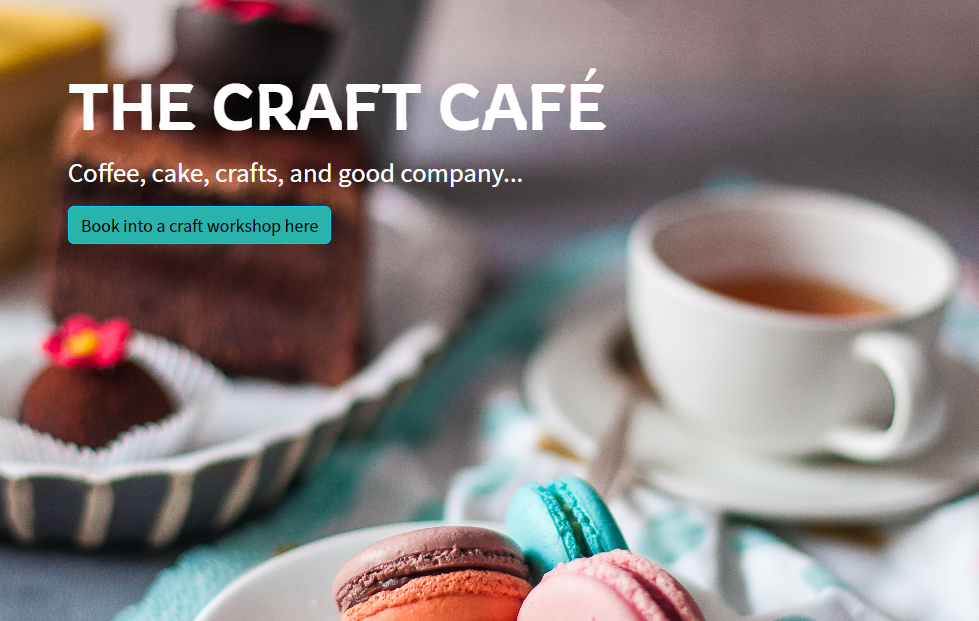 THE CRAFT CAFÉ
Coffee, cake, crafts, and good company...
Book into a craft workshop here